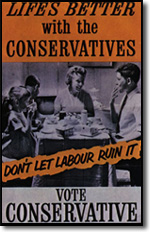 LIFE'S BETTER
with the
CONSERVATIVES
DON'T LET LABOUR RUIN IT
VOTE
CONSERVATIVE